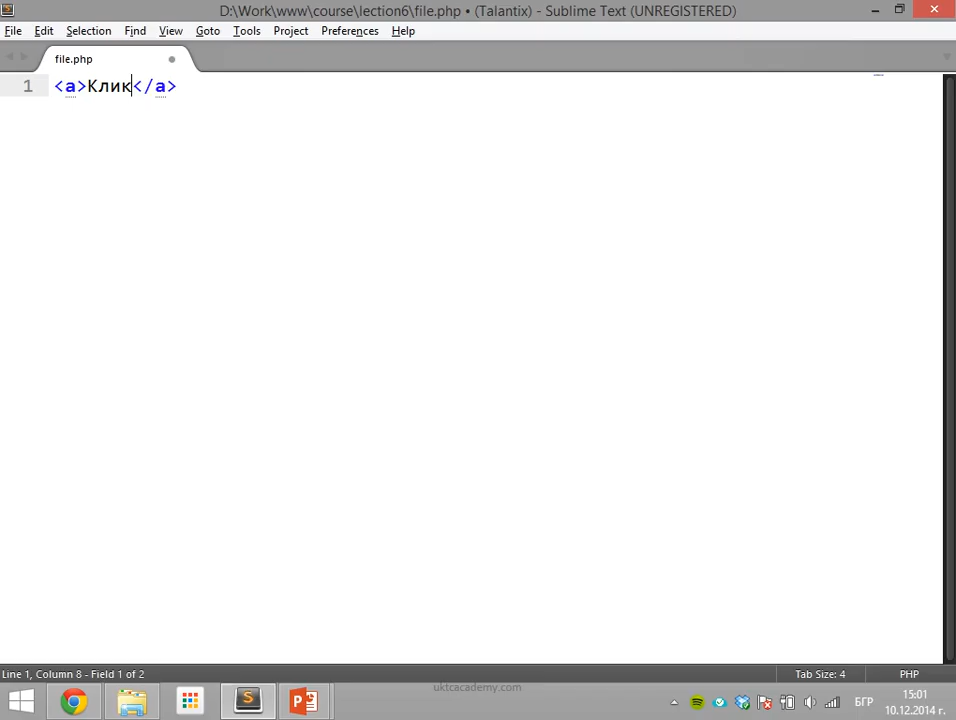 D:\Work\www\course\lection6\file.php • (Talantix) - Sublime Text (UNREGISTERED)
File Edit Selection Find View Goto Tools Project Preferences Help
file.php
1 <a>Клик</a>
Line 1, Column 8 - Field 1 of 2
Tab Size: 4
PHP
uktcacademy.com
БГР
15:01
10.12.2014 г.